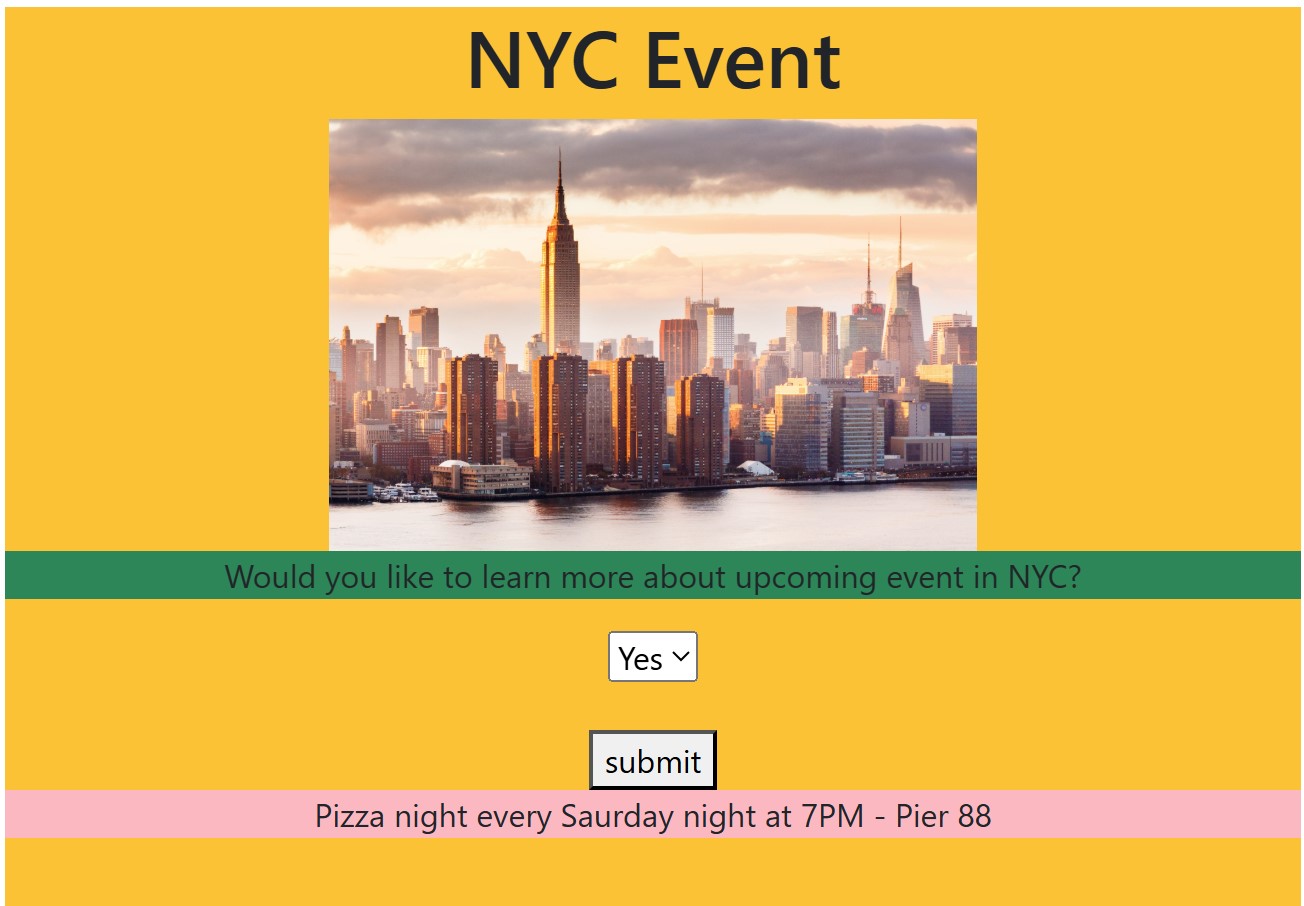 NYC Event
Would you like to learn more about upcoming event in NYC?
Yes
submit
Pizza night every Saurday night at 7PM - Pier 88